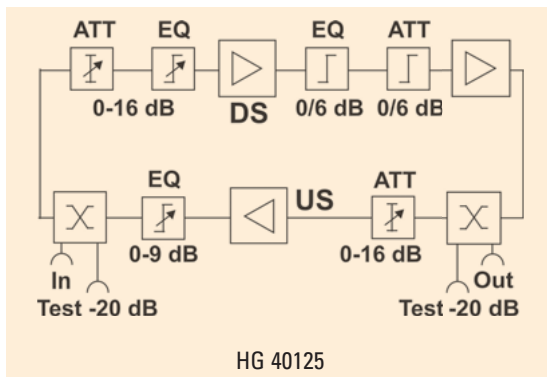 ATT EQ EQ ATT
0-16 dB DS 0/6 dB 0/6 dB
EQ US ATT
0-9 dB 0-16 dB
In Out
Test -20 dB Test -20 dB
HG 40125